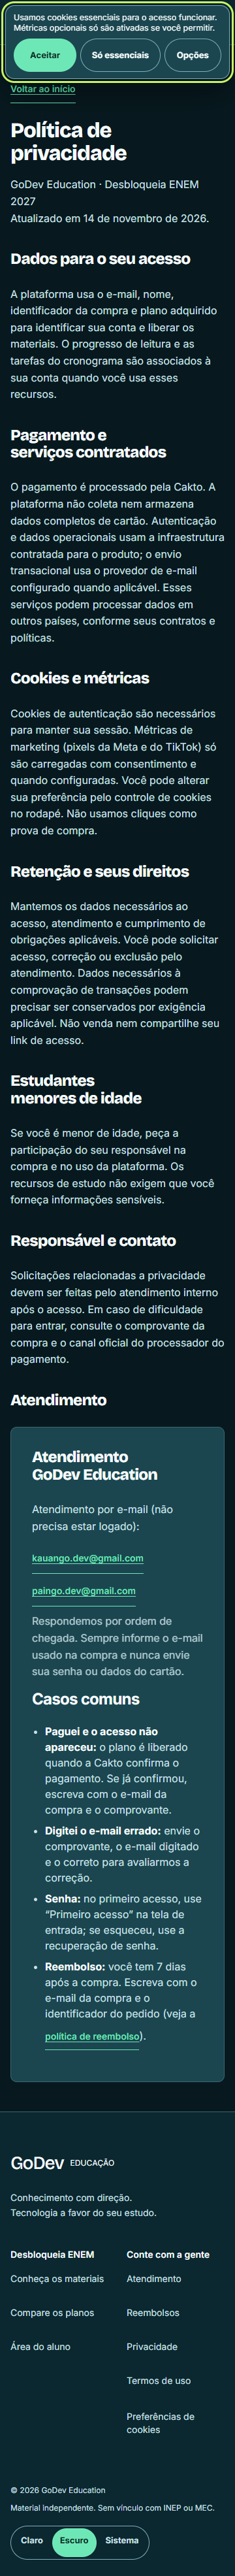 Usamos cookies essenciais para o acesso funcionar.
Métricas opcionais só são ativadas se você permitir.
Aceitar
Só essenciais
Opções
Voltar ao início
Política de
privacidade
GoDev Education · Desbloqueia ENEM
2027
Atualizado em 14 de novembro de 2026.
Dados para o seu acesso
A plataforma usa o e-mail, nome,
identificador da compra e plano adquirido
para identificar sua conta e liberar os
materiais. O progresso de leitura e as
tarefas do cronograma são associados à
sua conta quando você usa esses
recursos.
Pagamento e
serviços contratados
O pagamento é processado pela Cakto. A
plataforma não coleta nem armazena
dados completos de cartão. Autenticação
e dados operacionais usam a infraestrutura
contratada para o produto; o envio
transacional usa o provedor de e-mail
configurado quando aplicável. Esses
serviços podem processar dados em
outros países, conforme seus contratos e
políticas.
Cookies e métricas
Cookies de autenticação são necessários
para manter sua sessão. Métricas de
marketing (pixels da Meta e do TikTok) só
são carregadas com consentimento e
quando configuradas. Você pode alterar
sua preferência pelo controle de cookies
no rodapé. Não usamos cliques como
prova de compra.
Retenção e seus direitos
Mantemos os dados necessários ao
acesso, atendimento e cumprimento de
obrigações aplicáveis. Você pode solicitar
acesso, correção ou exclusão pelo
atendimento. Dados necessários à
comprovação de transações podem
precisar ser conservados por exigência
aplicável. Não venda nem compartilhe seu
link de acesso.
Estudantes
menores de idade
Se você é menor de idade, peça a
participação do seu responsável na
compra e no uso da plataforma. Os
recursos de estudo não exigem que você
forneça informações sensíveis.
Responsável e contato
Solicitações relacionadas a privacidade
devem ser feitas pelo atendimento interno
após o acesso. Em caso de dificuldade
para entrar, consulte o comprovante da
compra e o canal oficial do processador do
pagamento.
Atendimento
Atendimento
GoDev Education
Atendimento por e-mail (não
precisa estar logado):
kauango.dev@gmail.com
paingo.dev@gmail.com
Respondemos por ordem de
chegada. Sempre informe o e-mail
usado na compra e nunca envie
sua senha ou dados do cartão.
Casos comuns
• Paguei e o acesso não
apareceu: o plano é liberado
quando a Cakto confirma o
pagamento. Se já confirmou,
escreva com o e-mail da
compra e o comprovante.
• Digitei o e-mail errado: envie o
comprovante, o e-mail digitado
e o correto para avaliarmos a
correção.
• Senha: no primeiro acesso, use
“Primeiro acesso” na tela de
entrada; se esqueceu, use a
recuperação de senha.
• Reembolso: você tem 7 dias
após a compra. Escreva com o
e-mail da compra e o
identificador do pedido (veja a
política de reembolso).
GoDev EDUCAÇÃO
Conhecimento com direção.
Tecnologia a favor do seu estudo.
Desbloqueia ENEM
Conheça os materiais
Compare os planos
Área do aluno
Conte com a gente
Atendimento
Reembolsos
Privacidade
Termos de uso
Preferências de
cookies
© 2026 GoDev Education
Material independente. Sem vínculo com INEP ou MEC.
Claro
Escuro
Sistema